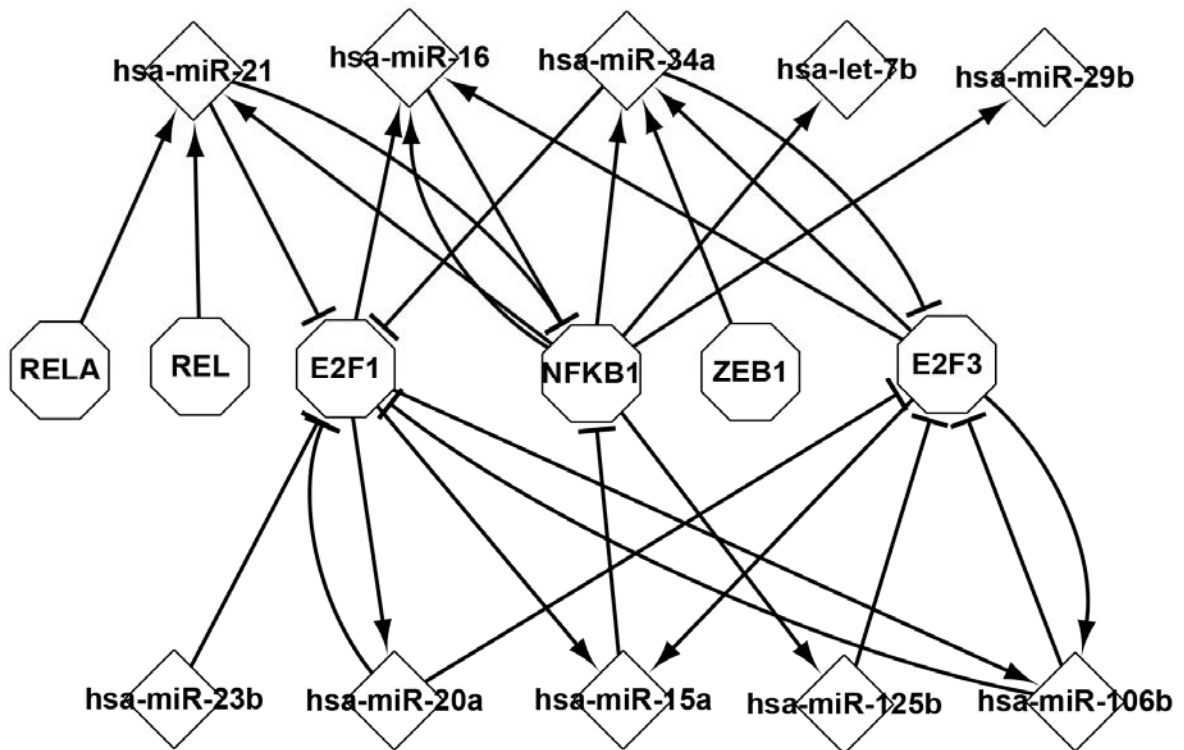 hsa-miR-21
hsa-miR-16
hsa-miR-34a
hsa-let-7b
hsa-miR-29b
RELA
REL
E2F1
NFKB1
ZEB1
E2F3
hsa-miR-23b
hsa-miR-20a
hsa-miR-15a
hsa-miR-125b
hsa-miR-106b